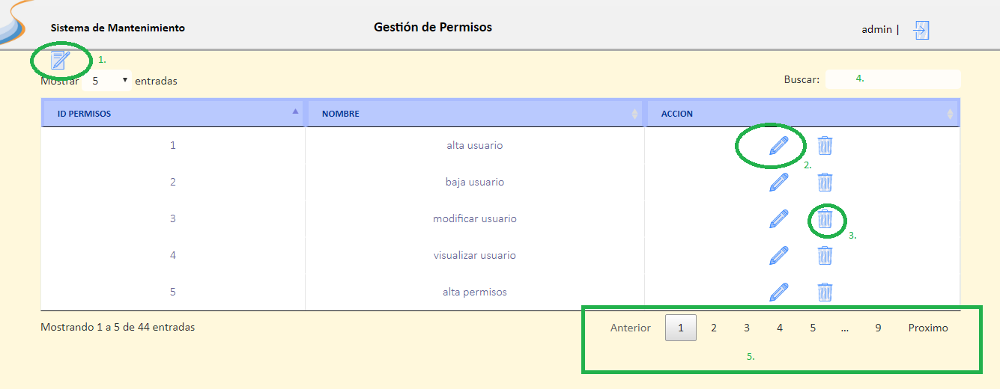 Sistema de Mantenimiento Gestión de Permisos admin |
1.
Mostrar 5 entradas Buscar: 4.
ID PERMISOS NOMBRE ACCION
1 alta usuario
2.
2 baja usuario
3 modificar usuario
3.
4 visualizar usuario
5 alta permisos
Mostrando 1 a 5 de 44 entradas Anterior 1 2 3 4 5 ... 9 Proximo
5.